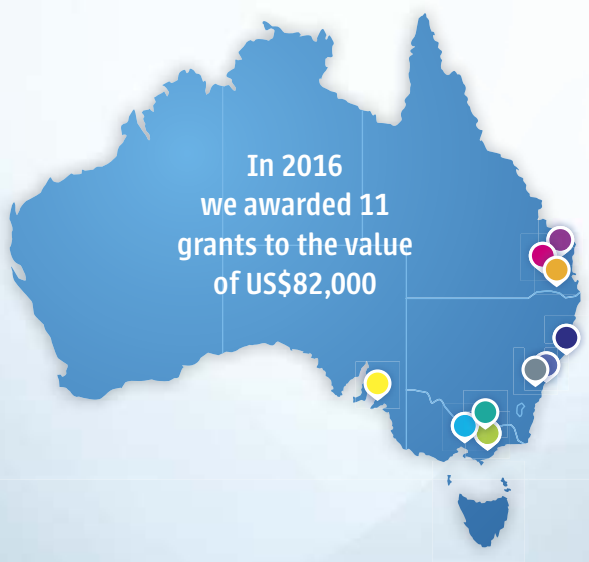 In 2016
we awarded 11
grants to the value
of US$82,000